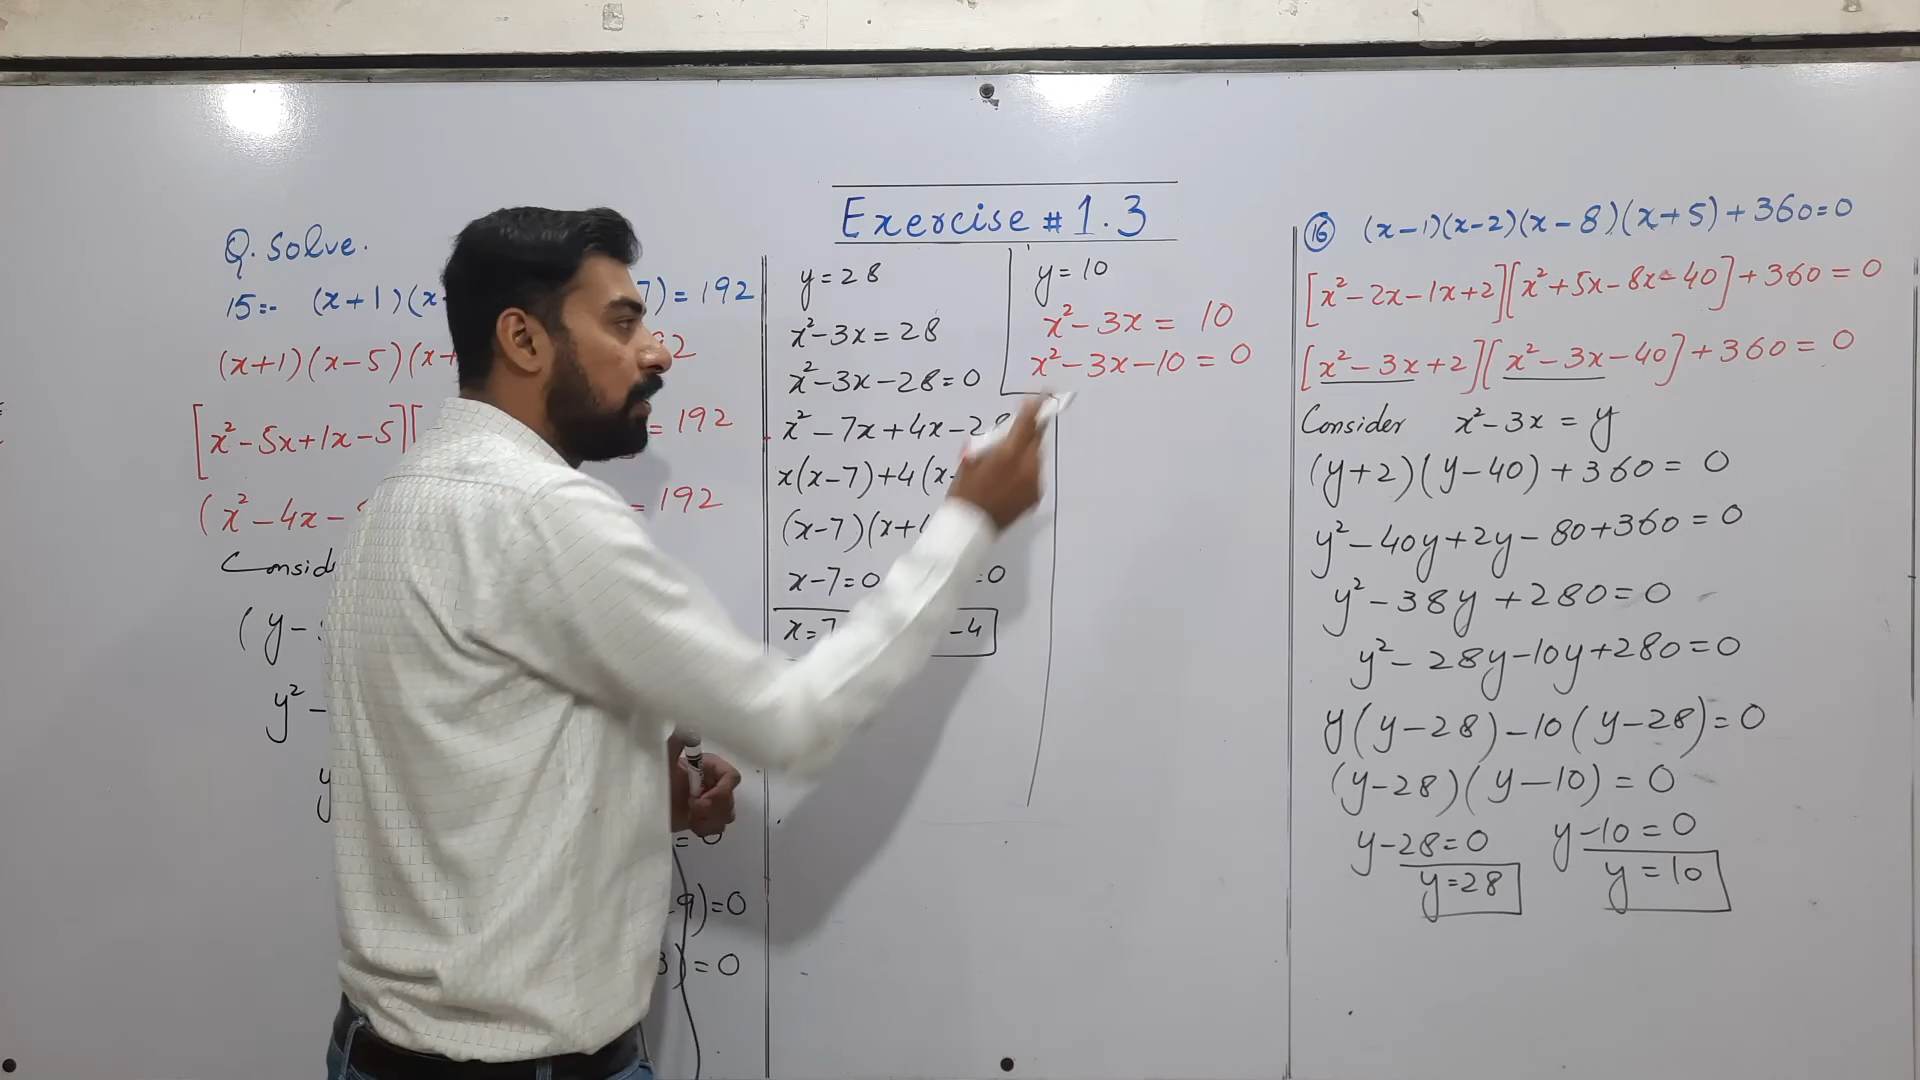 Exercise # 1.3
Q. Solve.
15:- (x+1)(x 7) = 192
(x+1)(x-5)(x+ 92
[x²-5x+1x-5][ = 192
(x²-4x- = 192
Consid
(y-
y²-
y
= 0
-9)=0
3)=0
y=28
x²-3x=28
x²-3x-28=0
x²-7x+4x-28
x(x-7)+4(x-
(x-7)(x+
x-7=0 =0
x=7 -4
y=10
x²-3x = 10
x²-3x-10 = 0
16 (x-1)(x-2)(x-8)(x+5)+360=0
[x²-2x-1x+2][x²+5x-8x-40]+360=0
[x²-3x+2][x²-3x-40]+360=0
Consider x²-3x = y
(y+2)(y-40)+360=0
y²-40y+2y-80+360=0
y²-38y+280=0
y²-28y-10y+280=0
y(y-28)-10(y-28)=0
(y-28)(y-10)=0
y-28=0 y-10=0
y=28 y=10